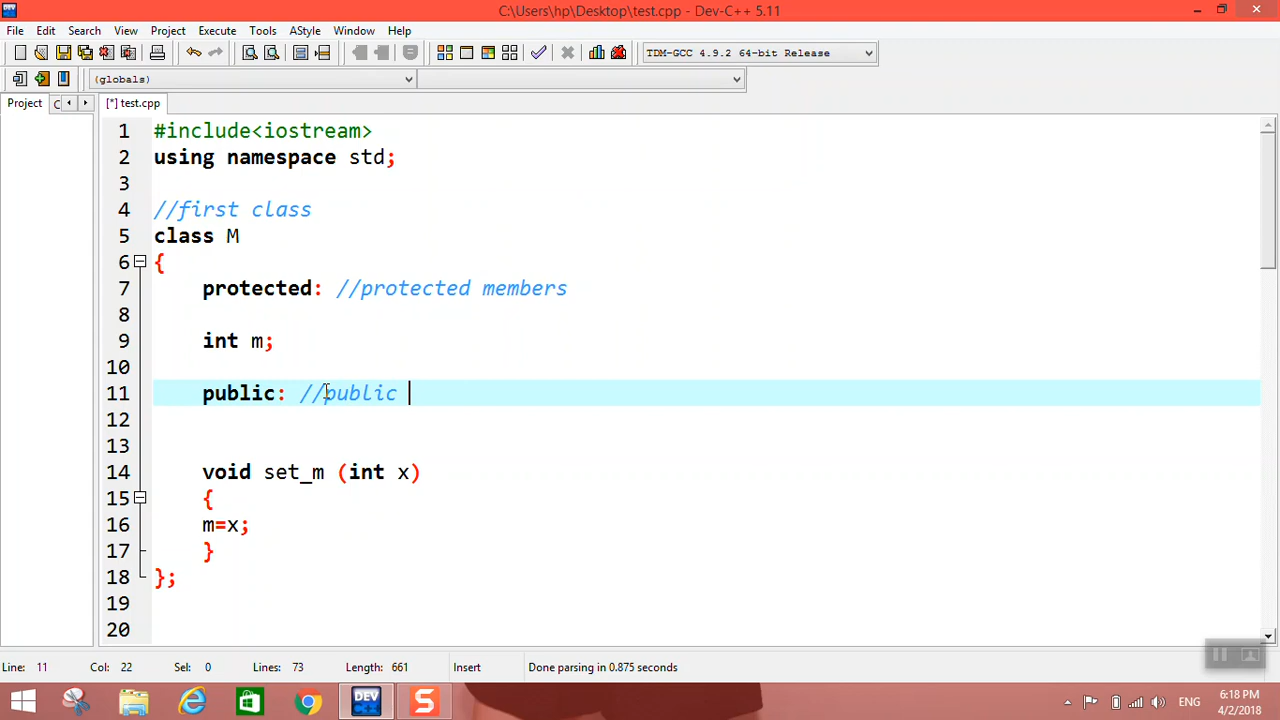 C:\Users\hp\Desktop\test.cpp - Dev-C++ 5.11
File Edit Search View Project Execute Tools AStyle Window Help
TDM-GCC 4.9.2 64-bit Release
(globals)
Project C [*] test.cpp
1 #include<iostream>
2 using namespace std;
3
4 //first class
5 class M
6 {
7 protected: //protected members
8
9 int m;
10
11 public: //public
12
13
14 void set_m (int x)
15 {
16 m=x;
17 }
18 };
19
20
Line: 11 Col: 22 Sel: 0 Lines: 73 Length: 661 Insert Done parsing in 0.875 seconds
DEV S ENG 6:18 PM
4/2/2018